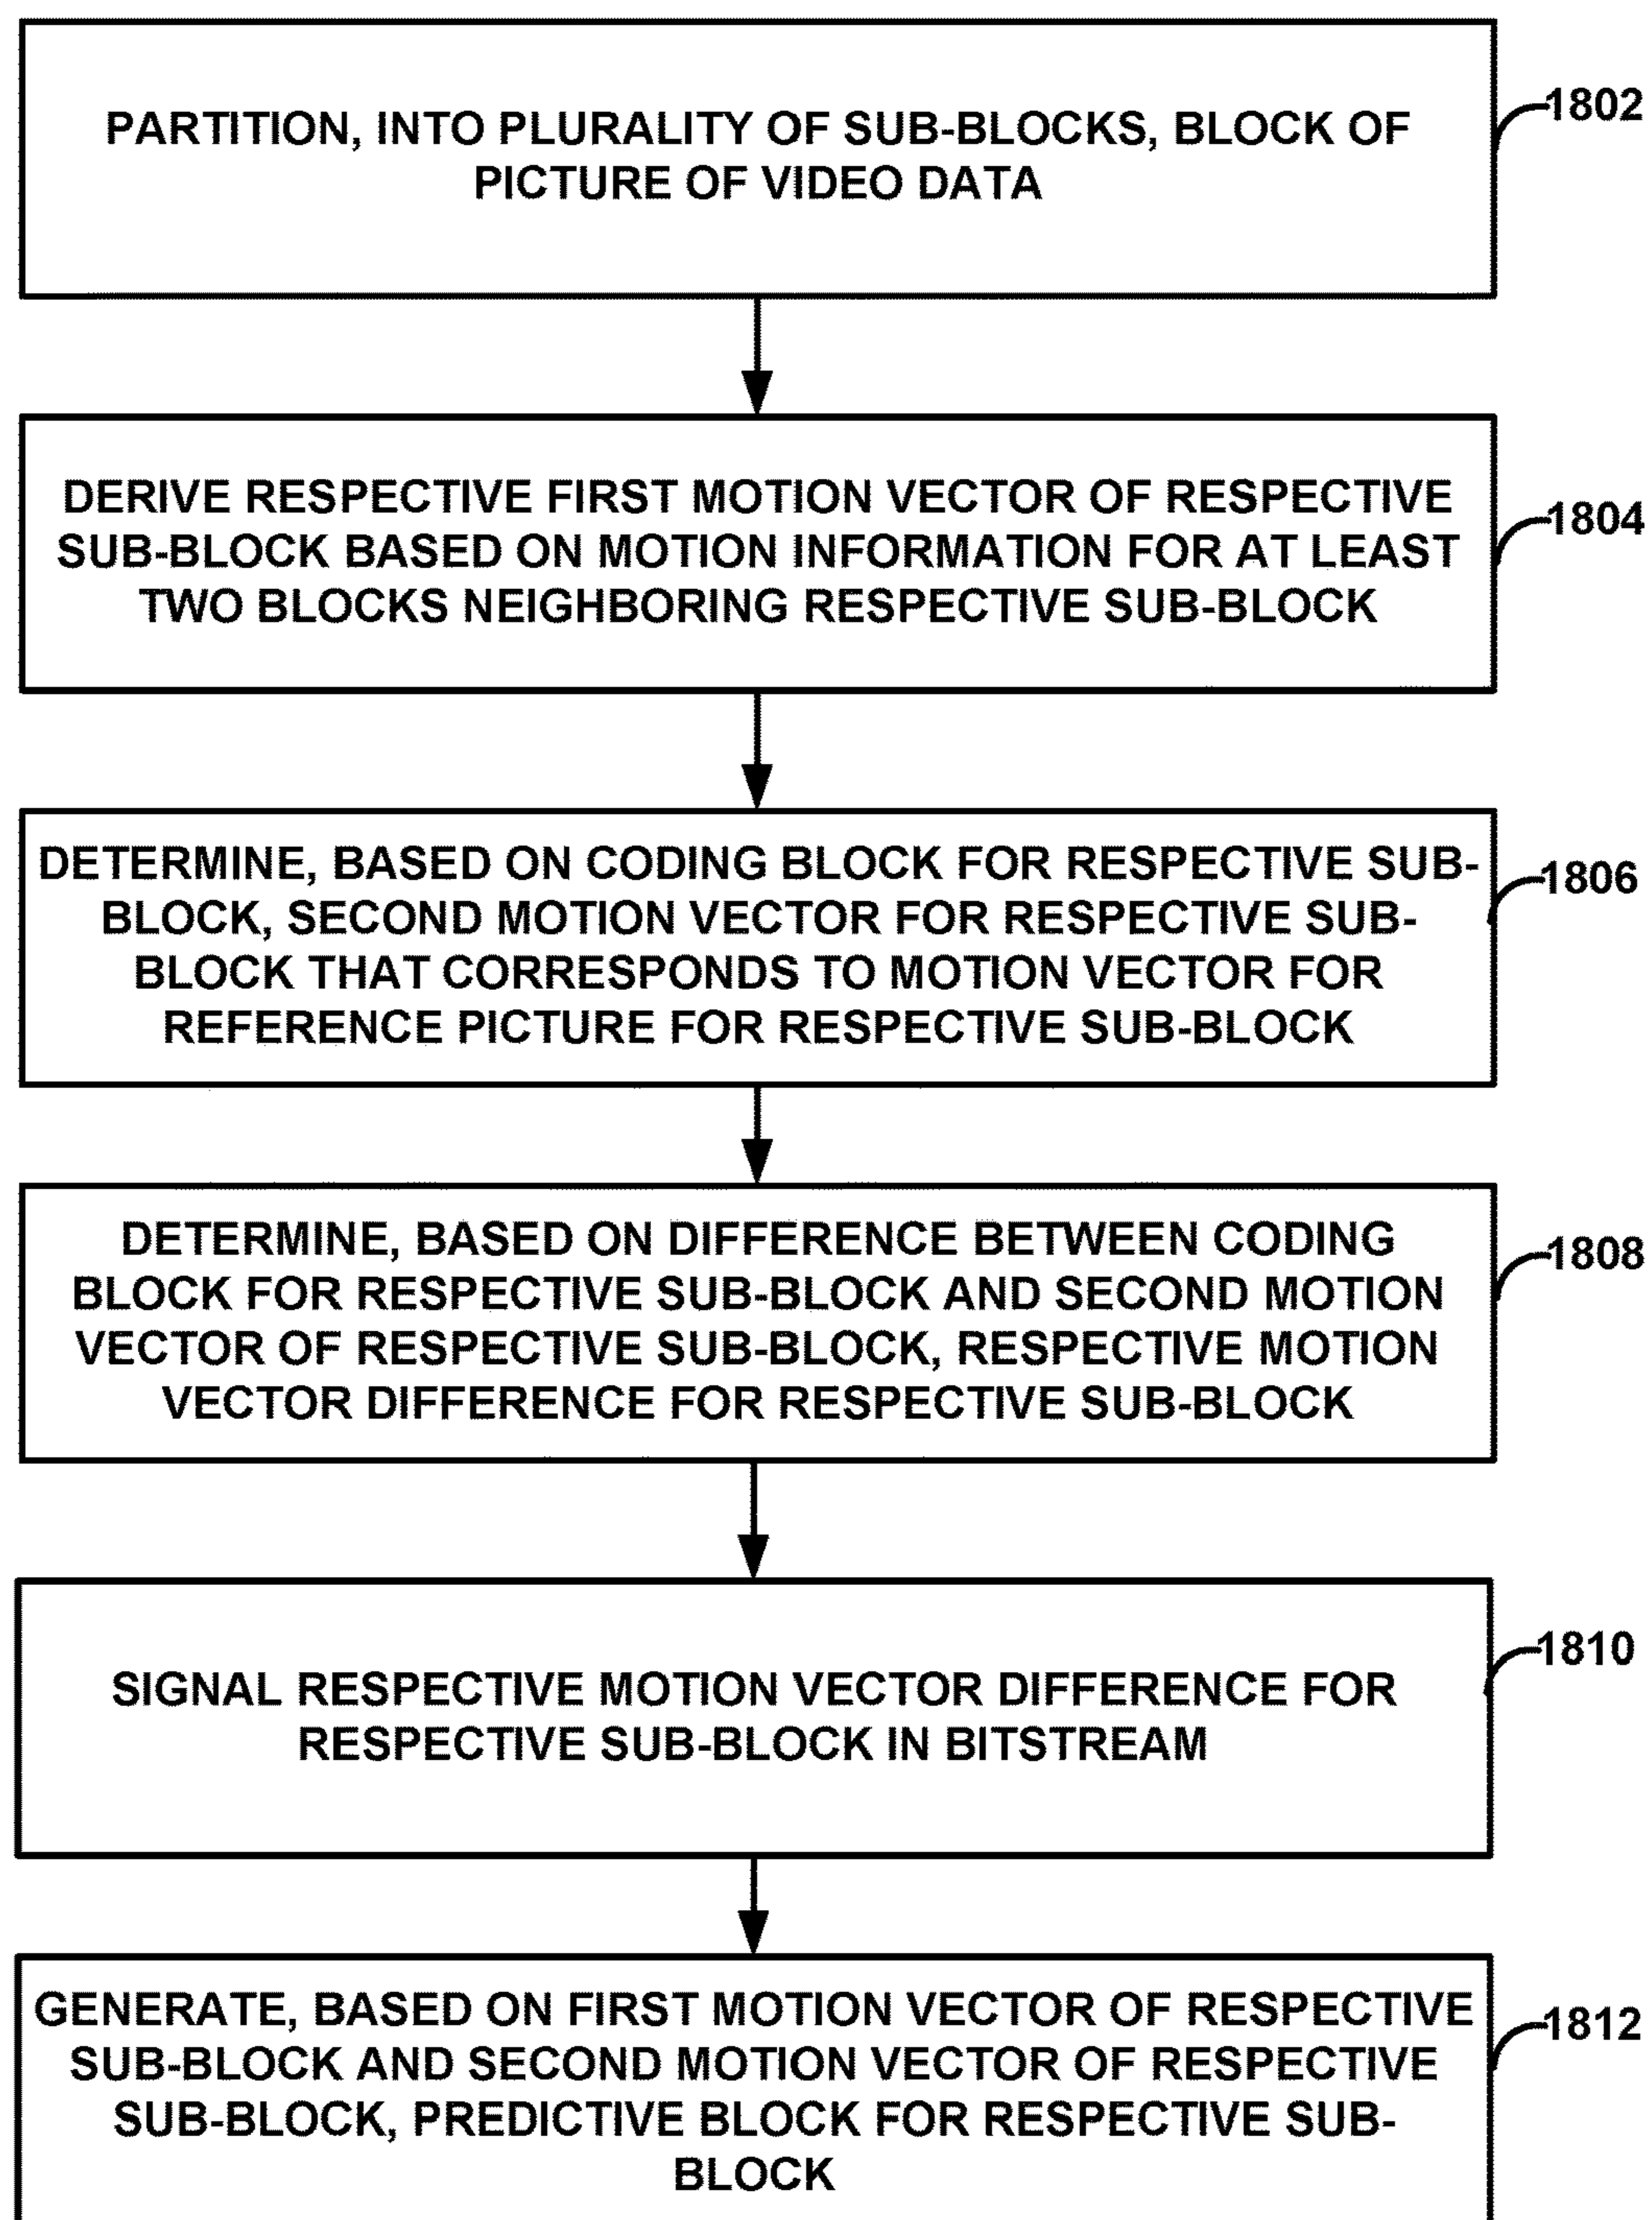 PARTITION, INTO PLURALITY OF SUB-BLOCKS, BLOCK OF
PICTURE OF VIDEO DATA
1802
DERIVE RESPECTIVE FIRST MOTION VECTOR OF RESPECTIVE
SUB-BLOCK BASED ON MOTION INFORMATION FOR AT LEAST
TWO BLOCKS NEIGHBORING RESPECTIVE SUB-BLOCK
1804
DETERMINE, BASED ON CODING BLOCK FOR RESPECTIVE SUB-
BLOCK, SECOND MOTION VECTOR FOR RESPECTIVE SUB-
BLOCK THAT CORRESPONDS TO MOTION VECTOR FOR
REFERENCE PICTURE FOR RESPECTIVE SUB-BLOCK
1806
DETERMINE, BASED ON DIFFERENCE BETWEEN CODING
BLOCK FOR RESPECTIVE SUB-BLOCK AND SECOND MOTION
VECTOR OF RESPECTIVE SUB-BLOCK, RESPECTIVE MOTION
VECTOR DIFFERENCE FOR RESPECTIVE SUB-BLOCK
1808
SIGNAL RESPECTIVE MOTION VECTOR DIFFERENCE FOR
RESPECTIVE SUB-BLOCK IN BITSTREAM
1810
GENERATE, BASED ON FIRST MOTION VECTOR OF RESPECTIVE
SUB-BLOCK AND SECOND MOTION VECTOR OF RESPECTIVE
SUB-BLOCK, PREDICTIVE BLOCK FOR RESPECTIVE SUB-
BLOCK
1812